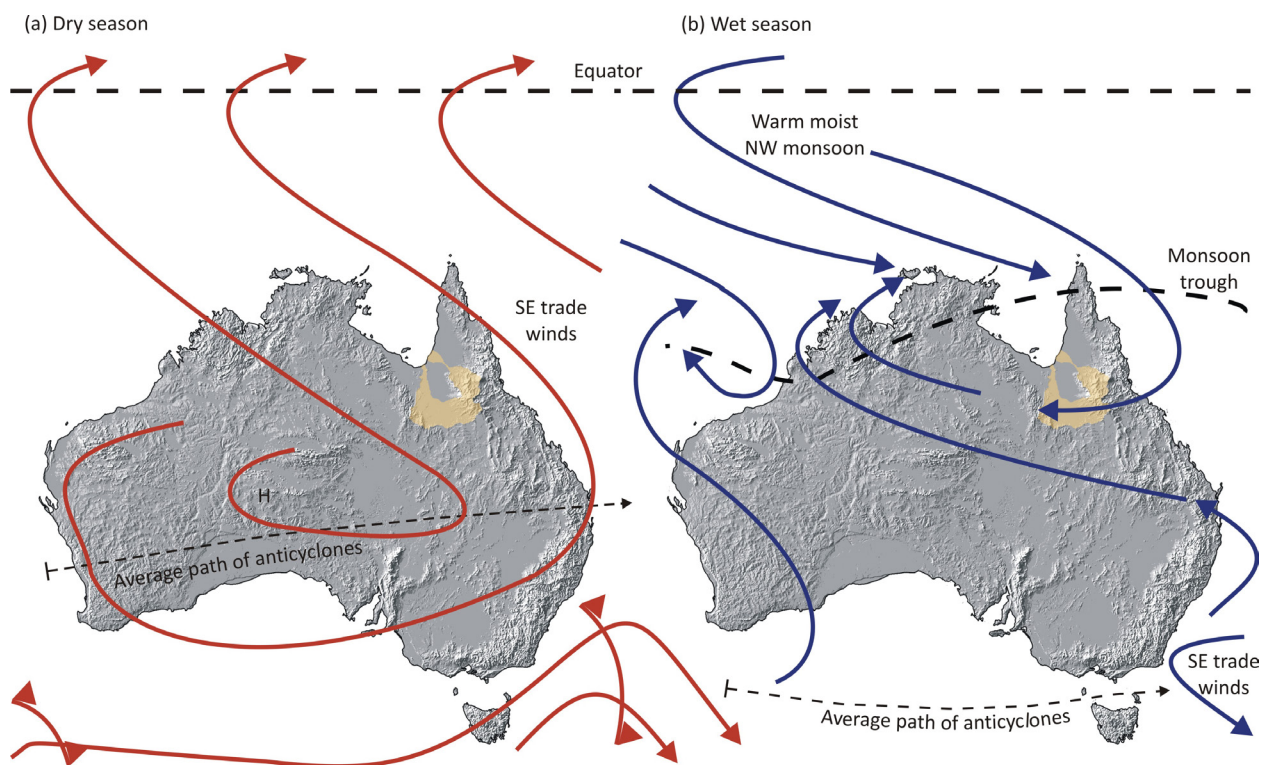 (a) Dry season
(b) Wet season
Equator
Warm moist
NW monsoon
Monsoon
trough
SE trade
winds
H
Average path of anticyclones
SE trade
winds
Average path of anticyclones